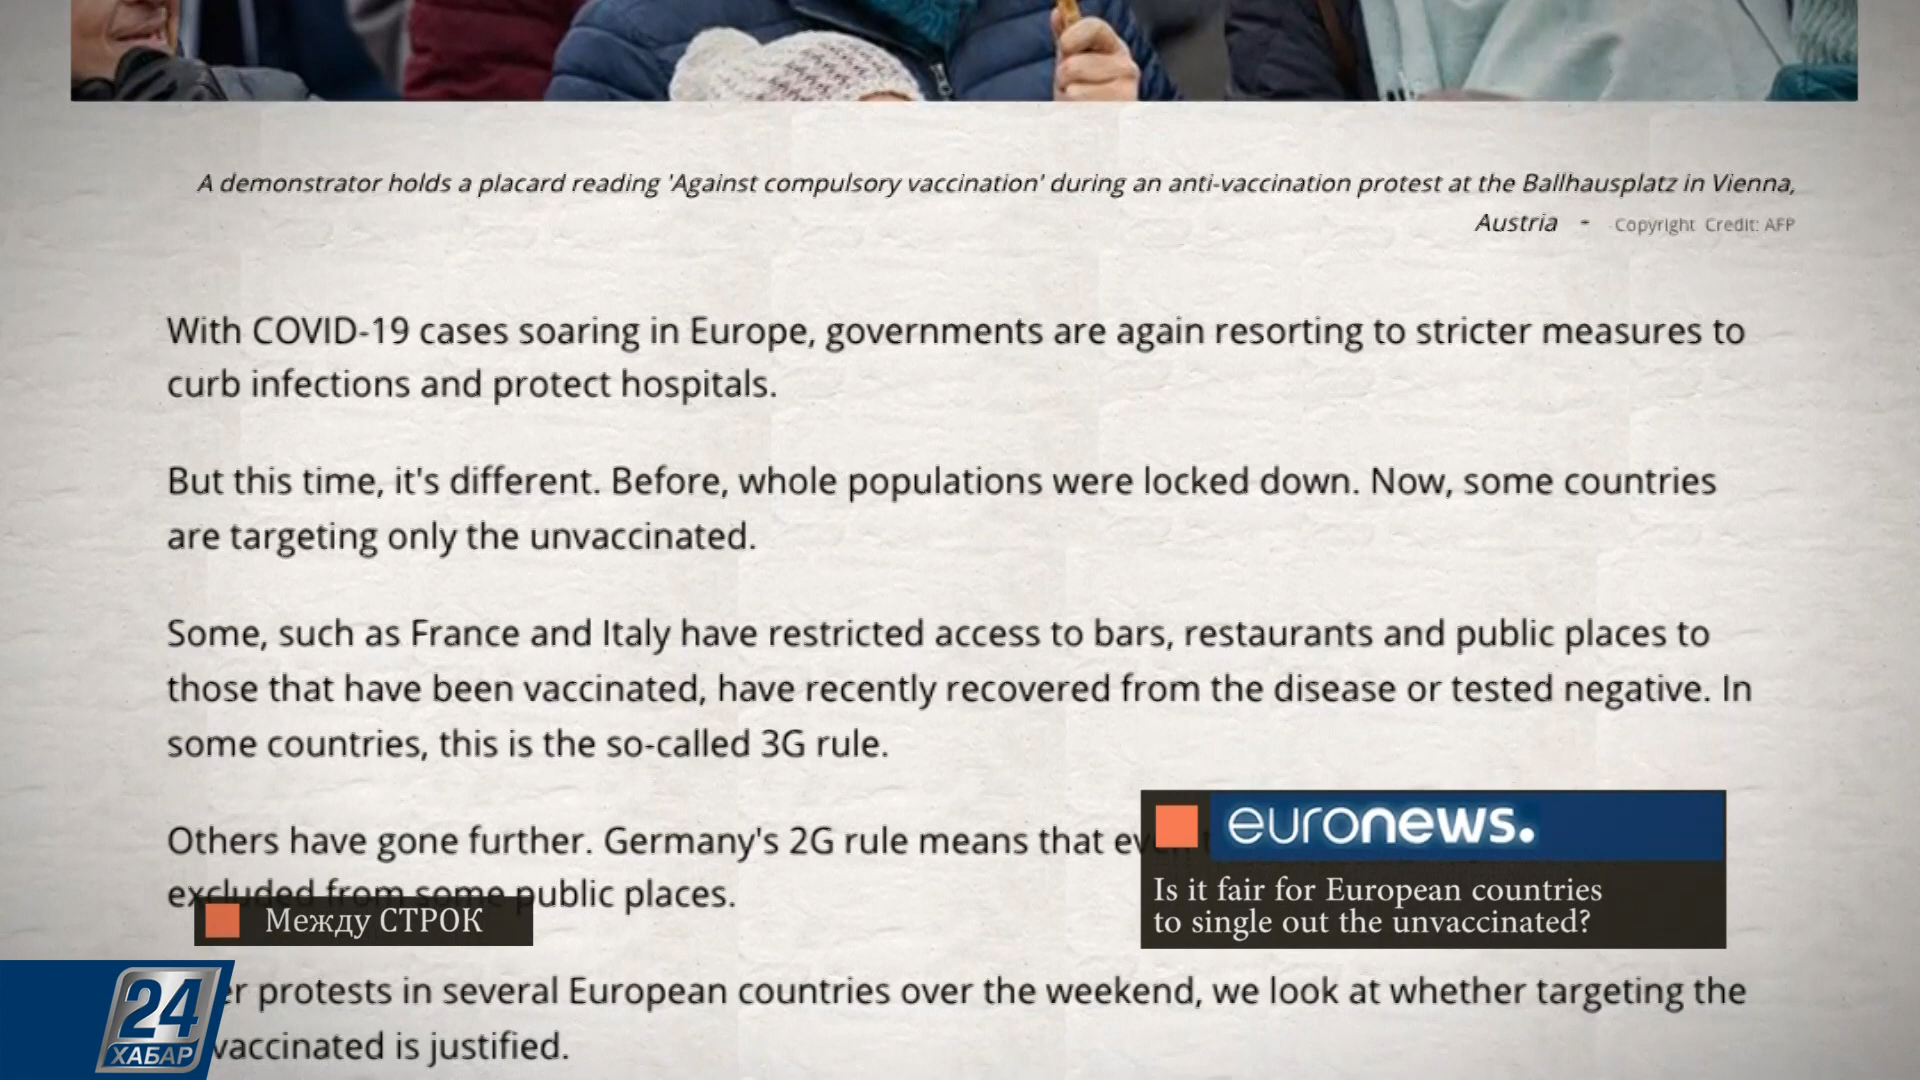 A demonstrator holds a placard reading 'Against compulsory vaccination' during an anti-vaccination protest at the Ballhausplatz in Vienna,
Austria - Copyright Credit: AFP
With COVID-19 cases soaring in Europe, governments are again resorting to stricter measures to
curb infections and protect hospitals.
But this time, it's different. Before, whole populations were locked down. Now, some countries
are targeting only the unvaccinated.
Some, such as France and Italy have restricted access to bars, restaurants and public places to
those that have been vaccinated, have recently recovered from the disease or tested negative. In
some countries, this is the so-called 3G rule.
Others have gone further. Germany's 2G rule means that even
excluded from some public places.
euronews.
Is it fair for European countries
to single out the unvaccinated?
Между СТРОК
protests in several European countries over the weekend, we look at whether targeting the
vaccinated is justified.
24
ХАБАР